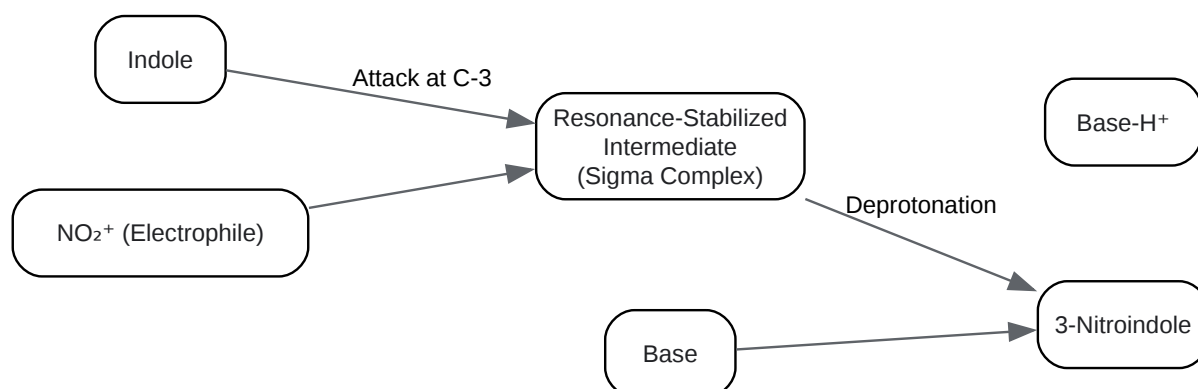 Indole
Attack at C-3
Resonance-Stabilized
Intermediate
(Sigma Complex)
Base-H⁺
NO₂⁺ (Electrophile)
Deprotonation
3-Nitroindole
Base